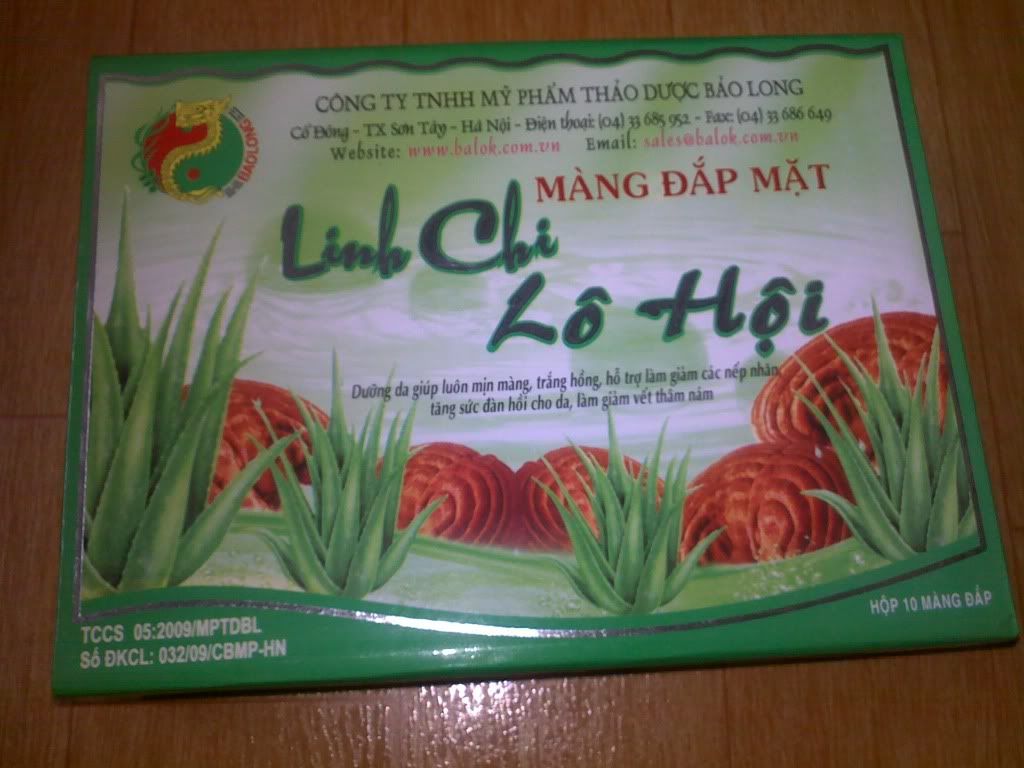 CÔNG TY TNHH MỸ PHẨM THẢO DƯỢC BẢO LONG
Cổ Đông - TX Sơn Tây - Hà Nội - Điện thoại: (04) 33 685 952 - Fax: (04) 33 686 649
Website: www.balok.com.vn Email: sales@balok.com.vn
BAOLONG
MÀNG ĐẮP MẶT
Linh Chi
Lô Hội
Dưỡng da giúp luôn mịn màng, trắng hồng, hỗ trợ làm giảm các nếp nhăn,
tăng sức đàn hồi cho da, làm giảm vết thâm nám
HỘP 10 MÀNG ĐẮP
TCCS 05:2009/MPTDBL
Số ĐKCL: 032/09/CBMP-HN